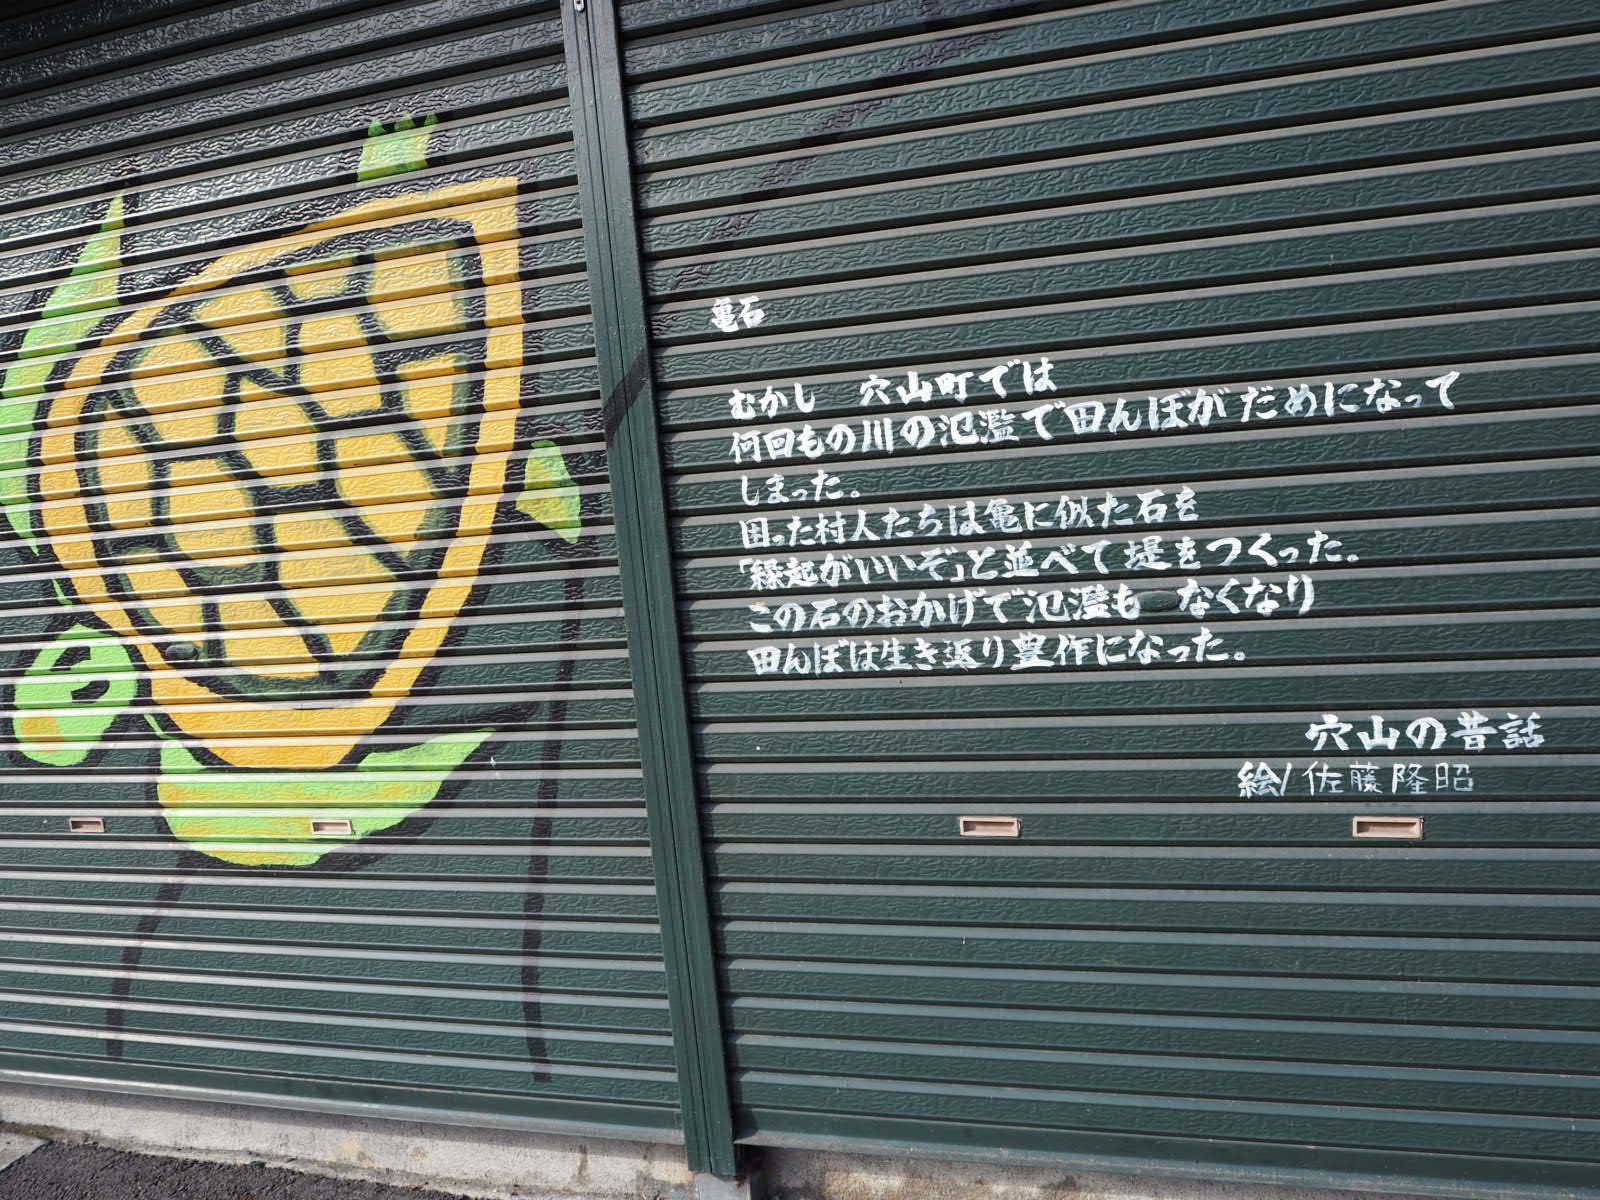 亀石
むかし　穴山町では
何回もの川の氾濫で田んぼがだめになって
しまった。
困った村人たちは亀に似た石を
「縁起がいいぞ」と並べて堤をつくった。
この石のおかげで氾濫も　なくなり
田んぼは生き返り豊作になった。
穴山の昔話
絵/佐藤隆昭